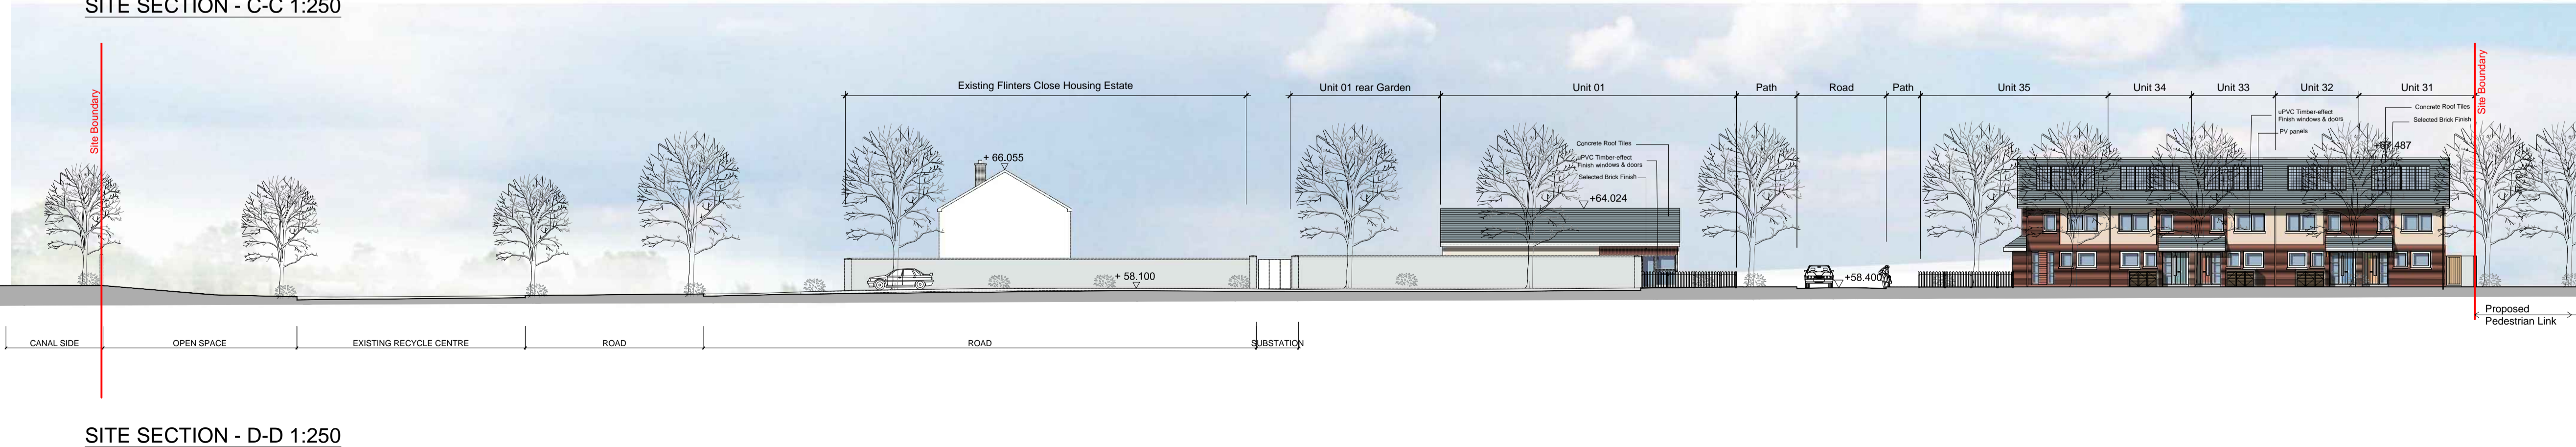 SITE SECTION - C-C 1:250
Site Boundary
Existing Flinters Close Housing Estate
Unit 01 rear Garden
Unit 01
Path
Road
Path
Unit 35
Unit 34
Unit 33
Unit 32
Unit 31
Site Boundary
Concrete Roof Tiles
uPVC Timber-effect
Finish windows & doors
Selected Brick Finish
PV panels
+67.487
Concrete Roof Tiles
uPVC Timber-effect
Finish windows & doors
Selected Brick Finish
+ 66.055
+64.024
+ 58.100
+58.400
Proposed
Pedestrian Link
CANAL SIDE
OPEN SPACE
EXISTING RECYCLE CENTRE
ROAD
ROAD
SUBSTATION
SITE SECTION - D-D 1:250